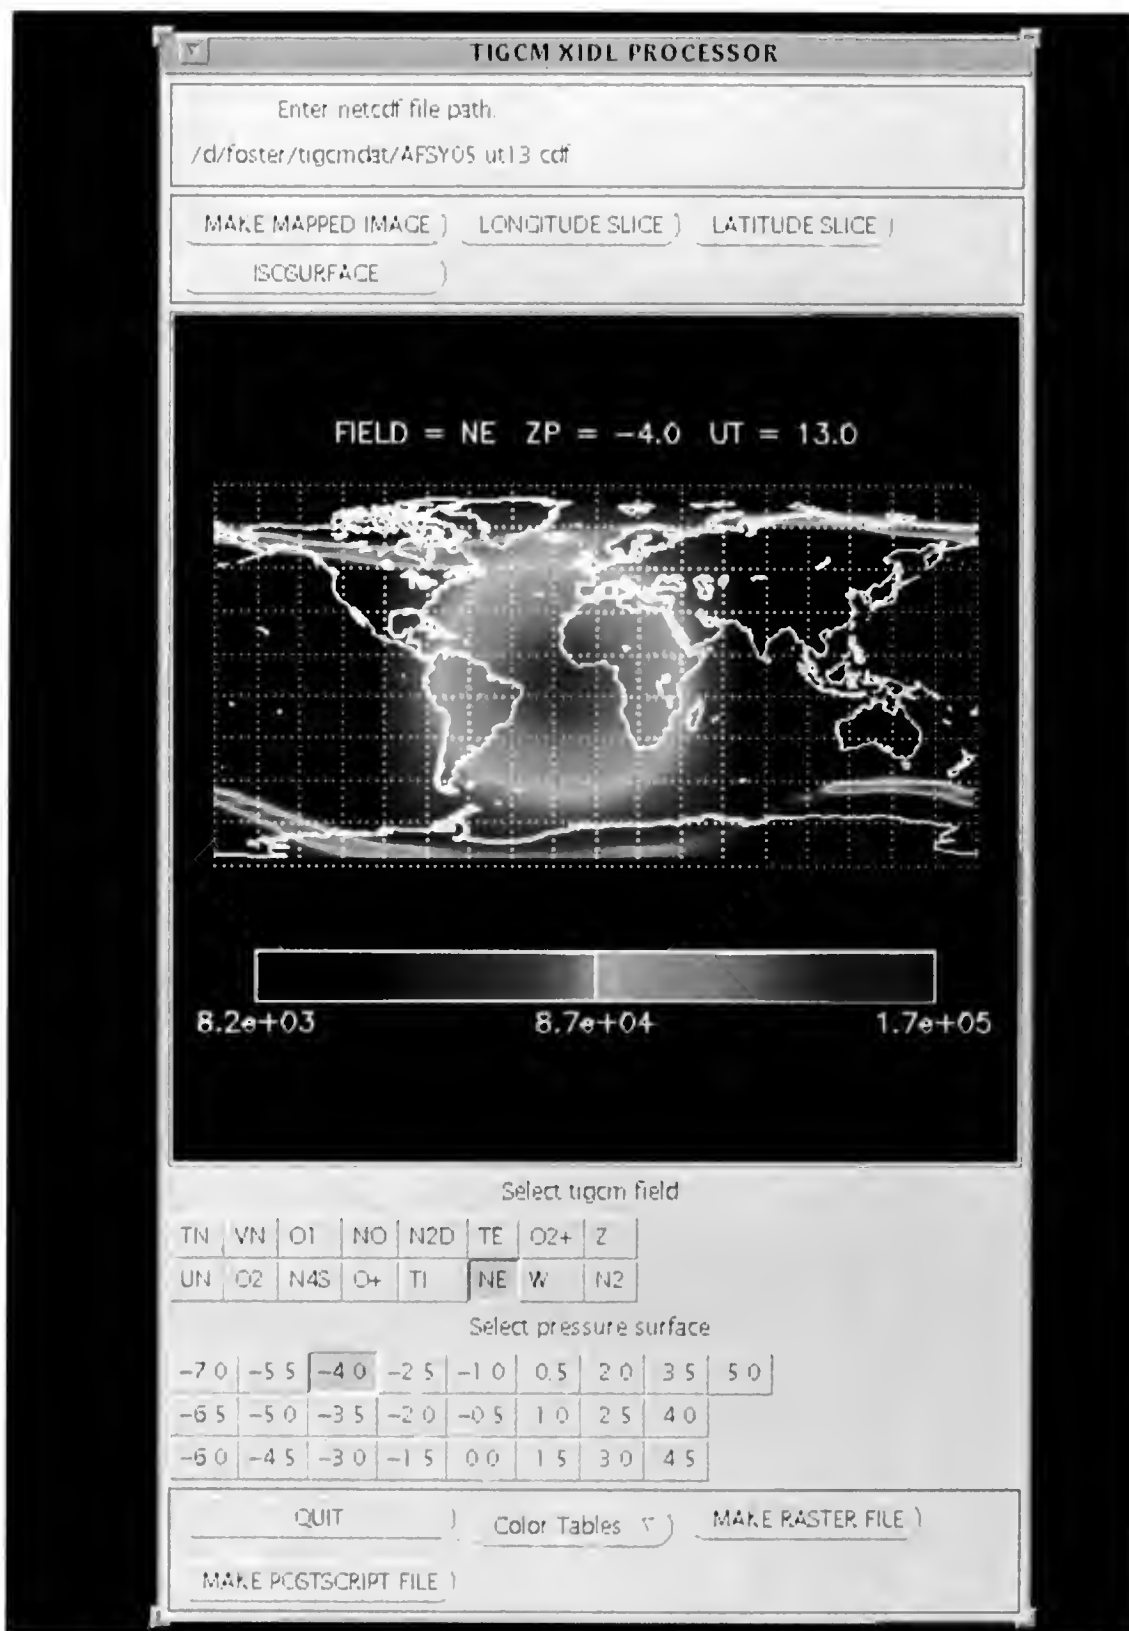 TIGCM XIDL PROCESSOR
Enter netcdf file path.
/d/foster/tigcmdat/AFSY05 ut13 cdf
MAKE MAPPED IMAGE LONGITUDE SLICE LATITUDE SLICE
ISOSURFACE
FIELD = NE ZP = −4.0 UT = 13.0
8.2e+03 8.7e+04 1.7e+05
Select tigcm field
TN VN O1 NO N2D TE O2+ Z
UN O2 N4S O+ TI NE W N2
Select pressure surface
−7 0 −5 5 −4 0 −2 5 −1 0 0.5 2 0 3 5 5 0
−6 5 −5 0 −3 5 −2 0 −0 5 1 0 2 5 4 0
−6 0 −4 5 −3 0 −1 5 0 0 1 5 3 0 4 5
QUIT Color Tables MAKE RASTER FILE
MAKE POSTSCRIPT FILE